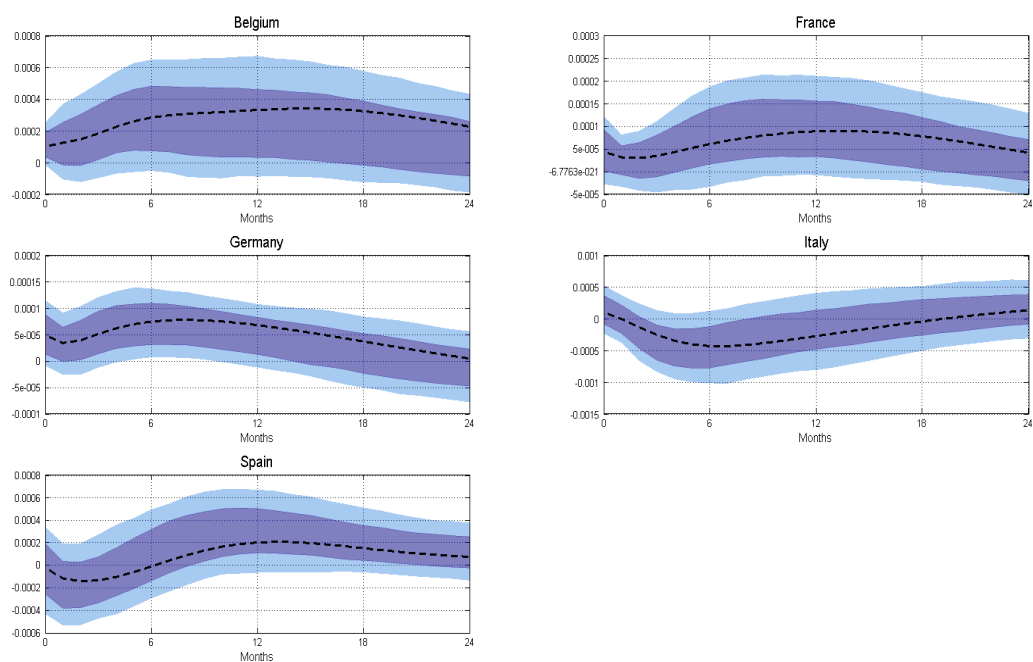 Belgium
0.0008
0.0006
0.0004
0.0002
0
-0.0002
0 6 12 18 24
Months
France
0.0003
0.00025
0.0002
0.00015
0.0001
5e-005
-6.7763e-021
-5e-005
0 6 12 18 24
Months
Germany
0.0002
0.00015
0.0001
5e-005
0
-5e-005
-0.0001
0 6 12 18 24
Months
Italy
0.001
0.0005
0
-0.0005
-0.001
-0.0015
0 6 12 18 24
Months
Spain
0.0008
0.0006
0.0004
0.0002
0
-0.0002
-0.0004
-0.0006
0 6 12 18 24
Months